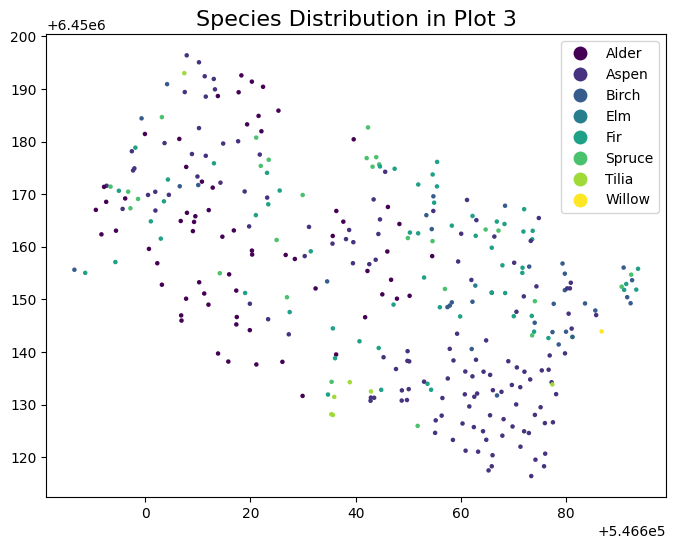 Species Distribution in Plot 3
+6.45e6
200
190
180
170
160
150
140
130
120
0
20
40
60
80
+5.466e5
Alder
Aspen
Birch
Elm
Fir
Spruce
Tilia
Willow